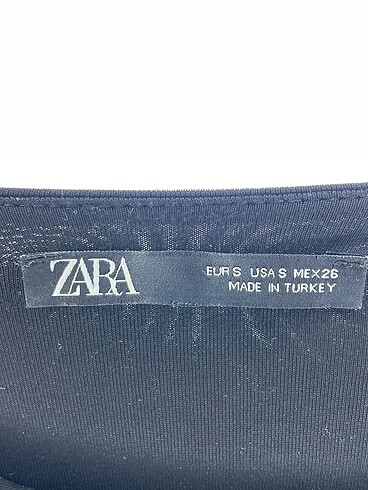 ZARA
EUR S USA S MEX 26
MADE IN TURKEY